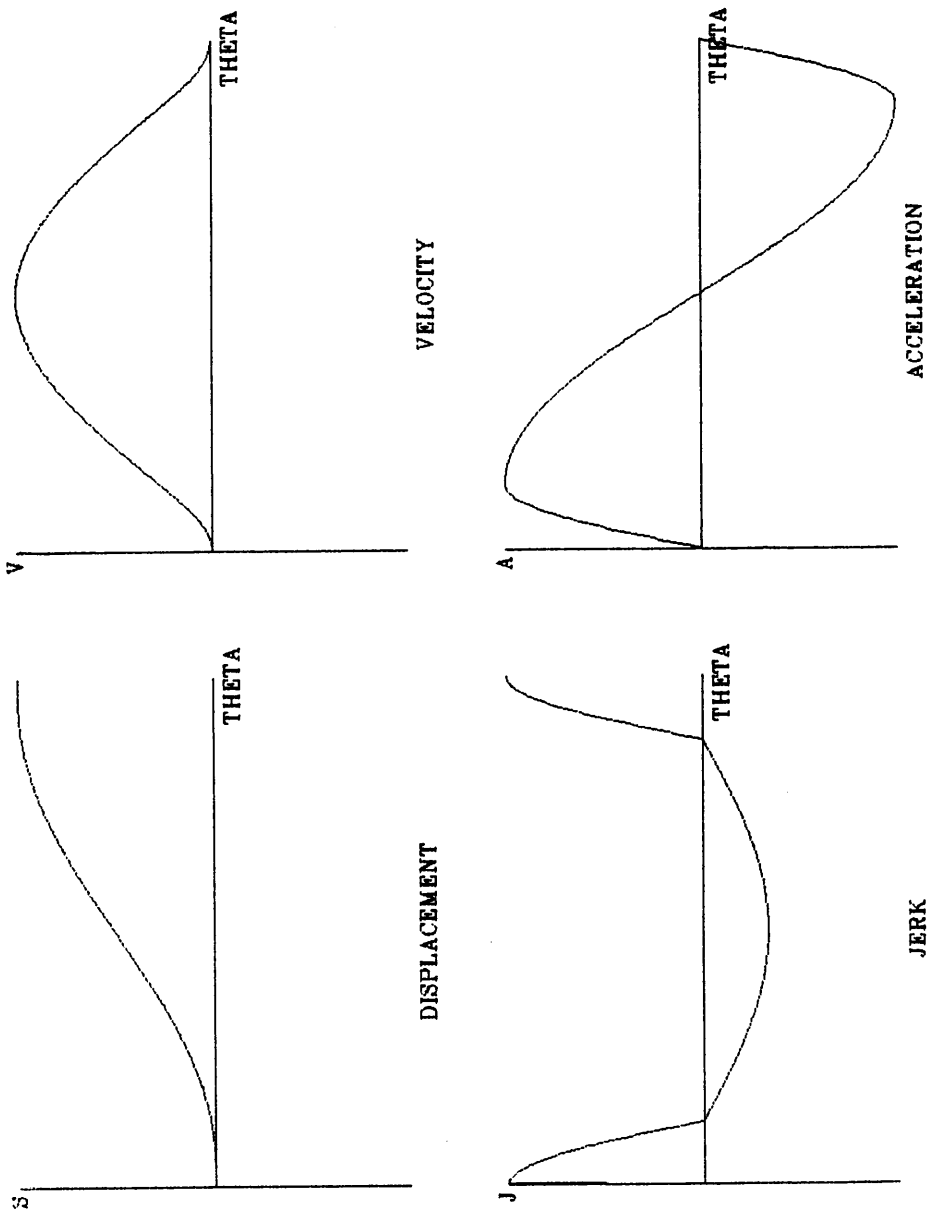 S
THETA
DISPLACEMENT
V
THETA
VELOCITY
J
THETA
JERK
A
THETA
ACCELERATION